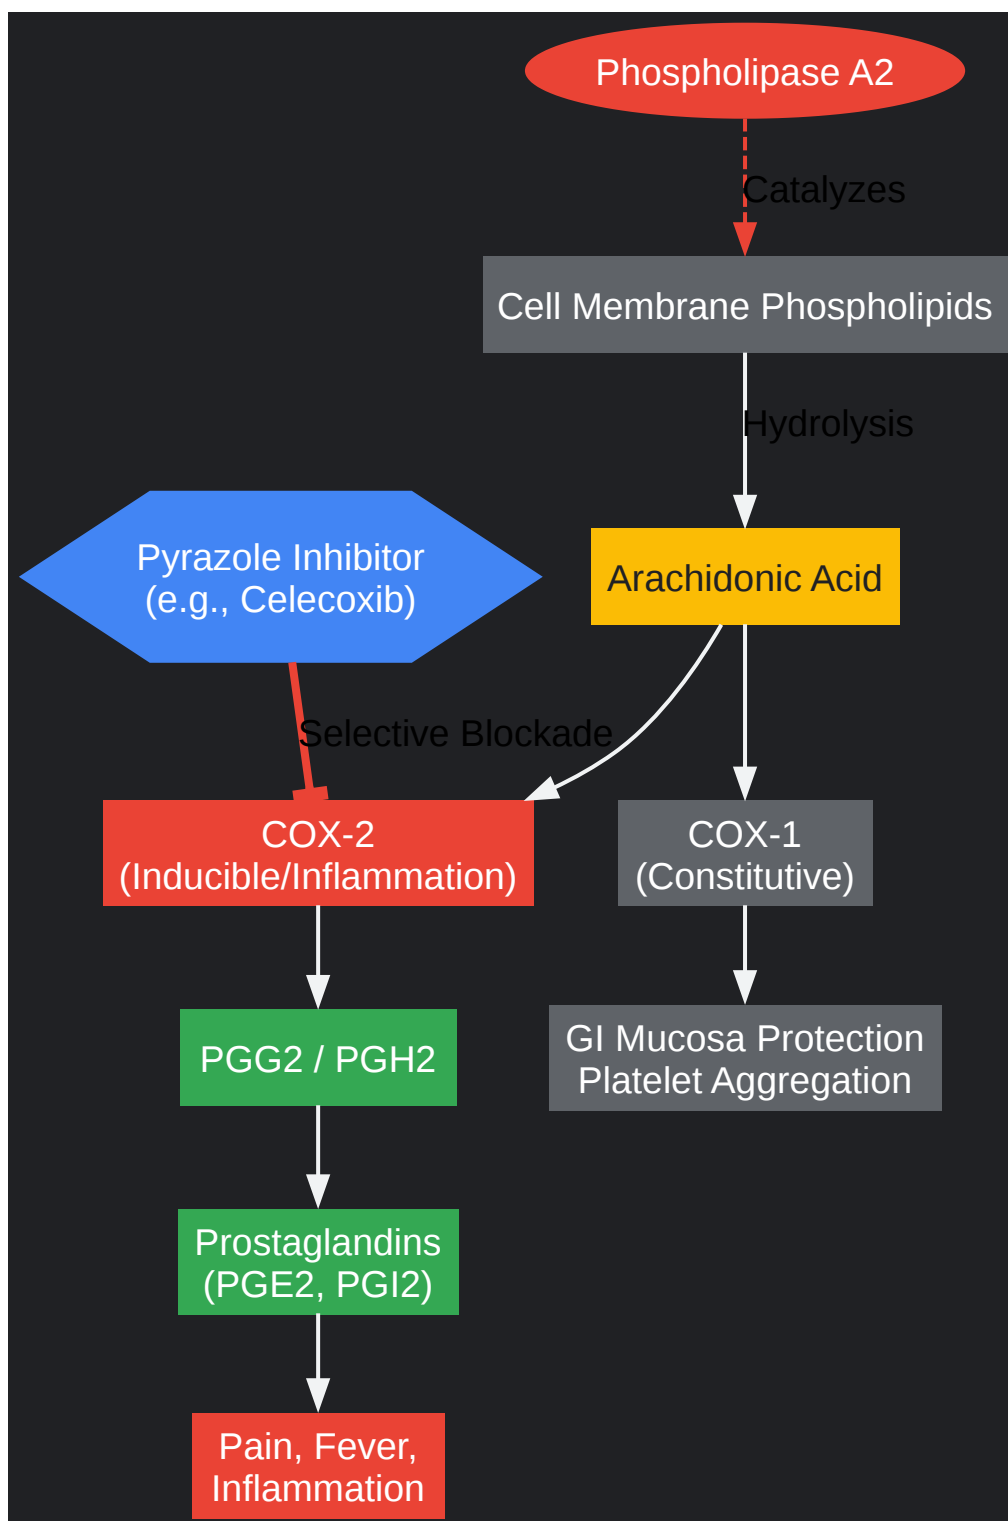 Phospholipase A2
Catalyzes
Cell Membrane Phospholipids
Hydrolysis
Pyrazole Inhibitor
(e.g., Celecoxib)
Arachidonic Acid
Selective Blockade
COX-2
(Inducible/Inflammation)
COX-1
(Constitutive)
PGG2 / PGH2
GI Mucosa Protection
Platelet Aggregation
Prostaglandins
(PGE2, PGI2)
Pain, Fever,
Inflammation